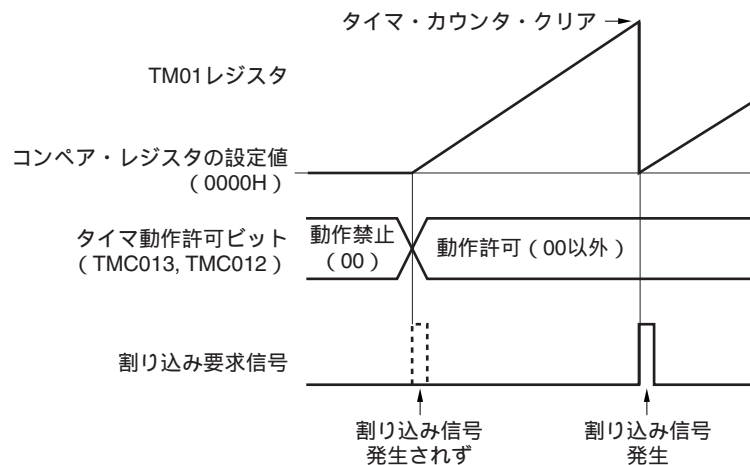 タイマ・カウンタ・クリア
TM01レジスタ
コンペア・レジスタの設定値
（0000H）
タイマ動作許可ビット
（TMC013, TMC012）
動作禁止
（00）
動作許可（00以外）
割り込み要求信号
割り込み信号
発生されず
割り込み信号
発生